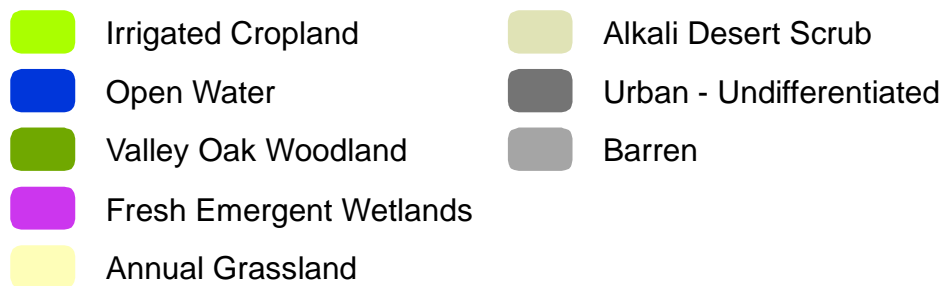 Irrigated Cropland
Open Water
Valley Oak Woodland
Fresh Emergent Wetlands
Annual Grassland
Alkali Desert Scrub
Urban - Undifferentiated
Barren